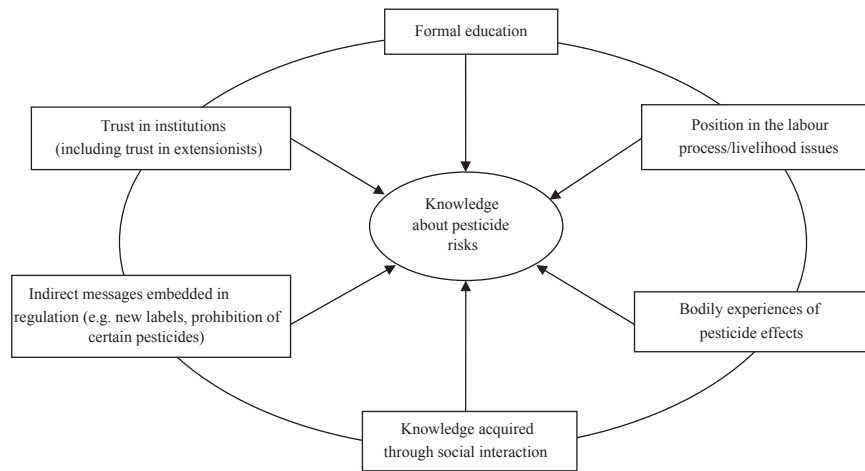 Formal education
Trust in institutions
(including trust in extensionists)
Position in the labour
process/livelihood issues
Knowledge
about pesticide
risks
Indirect messages embedded in
regulation (e.g. new labels, prohibition of
certain pesticides)
Bodily experiences of
pesticide effects
Knowledge acquired
through social interaction